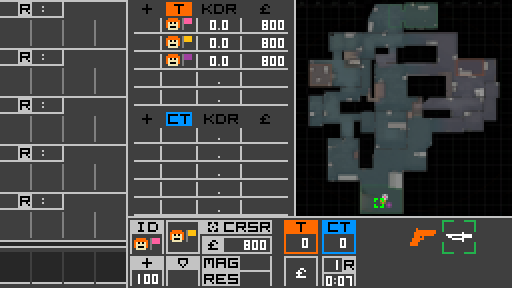 R :
R :
R :
R :
R :
+ T KDR £
0.0 800
0.0 800
0.0 800
.
.
+ CT KDR £
.
.
.
.
.
ID
CRSR
£ 800
+
100
MAG
RES
T CT
0 0
£
1R
0:07